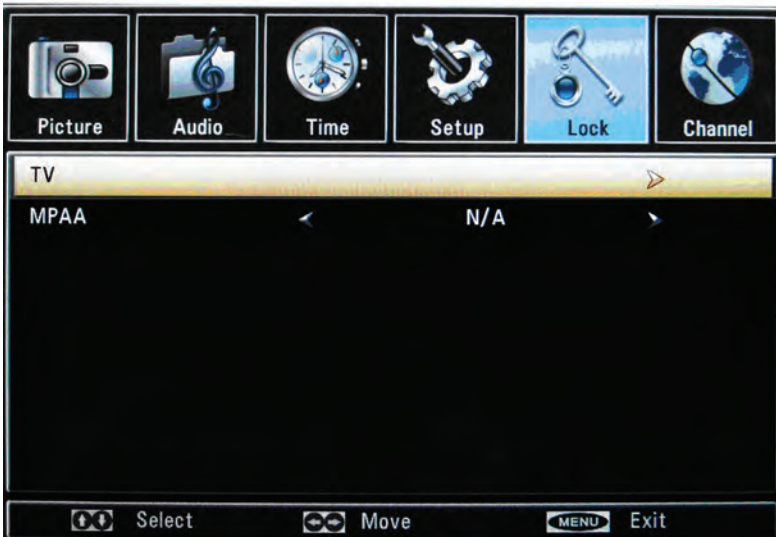 Picture Audio Time Setup Lock Channel
TV
MPAA N/A
Select Move MENU Exit